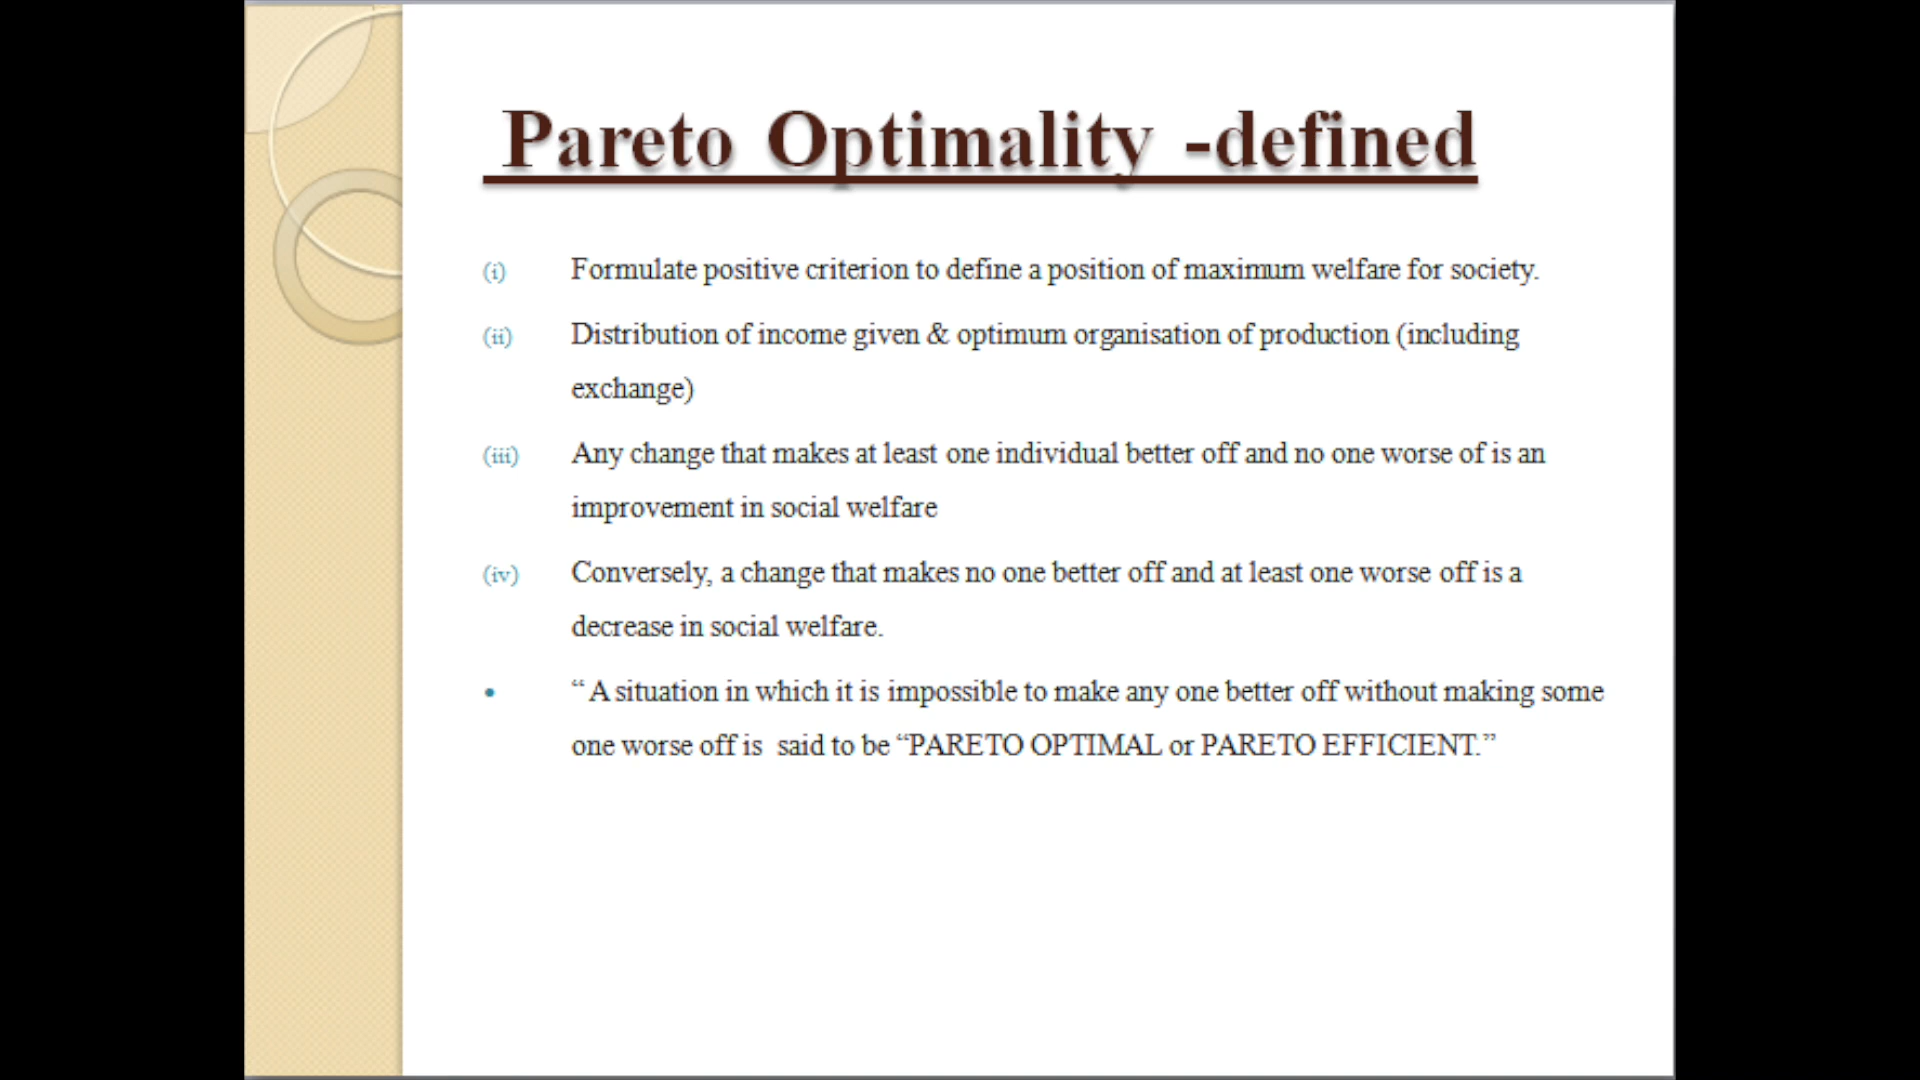 Pareto Optimality -defined
(i) Formulate positive criterion to define a position of maximum welfare for society.
(ii) Distribution of income given & optimum organisation of production (including
exchange)
(iii) Any change that makes at least one individual better off and no one worse of is an
improvement in social welfare
(iv) Conversely, a change that makes no one better off and at least one worse off is a
decrease in social welfare.
• “ A situation in which it is impossible to make any one better off without making some
one worse off is said to be “PARETO OPTIMAL or PARETO EFFICIENT.”